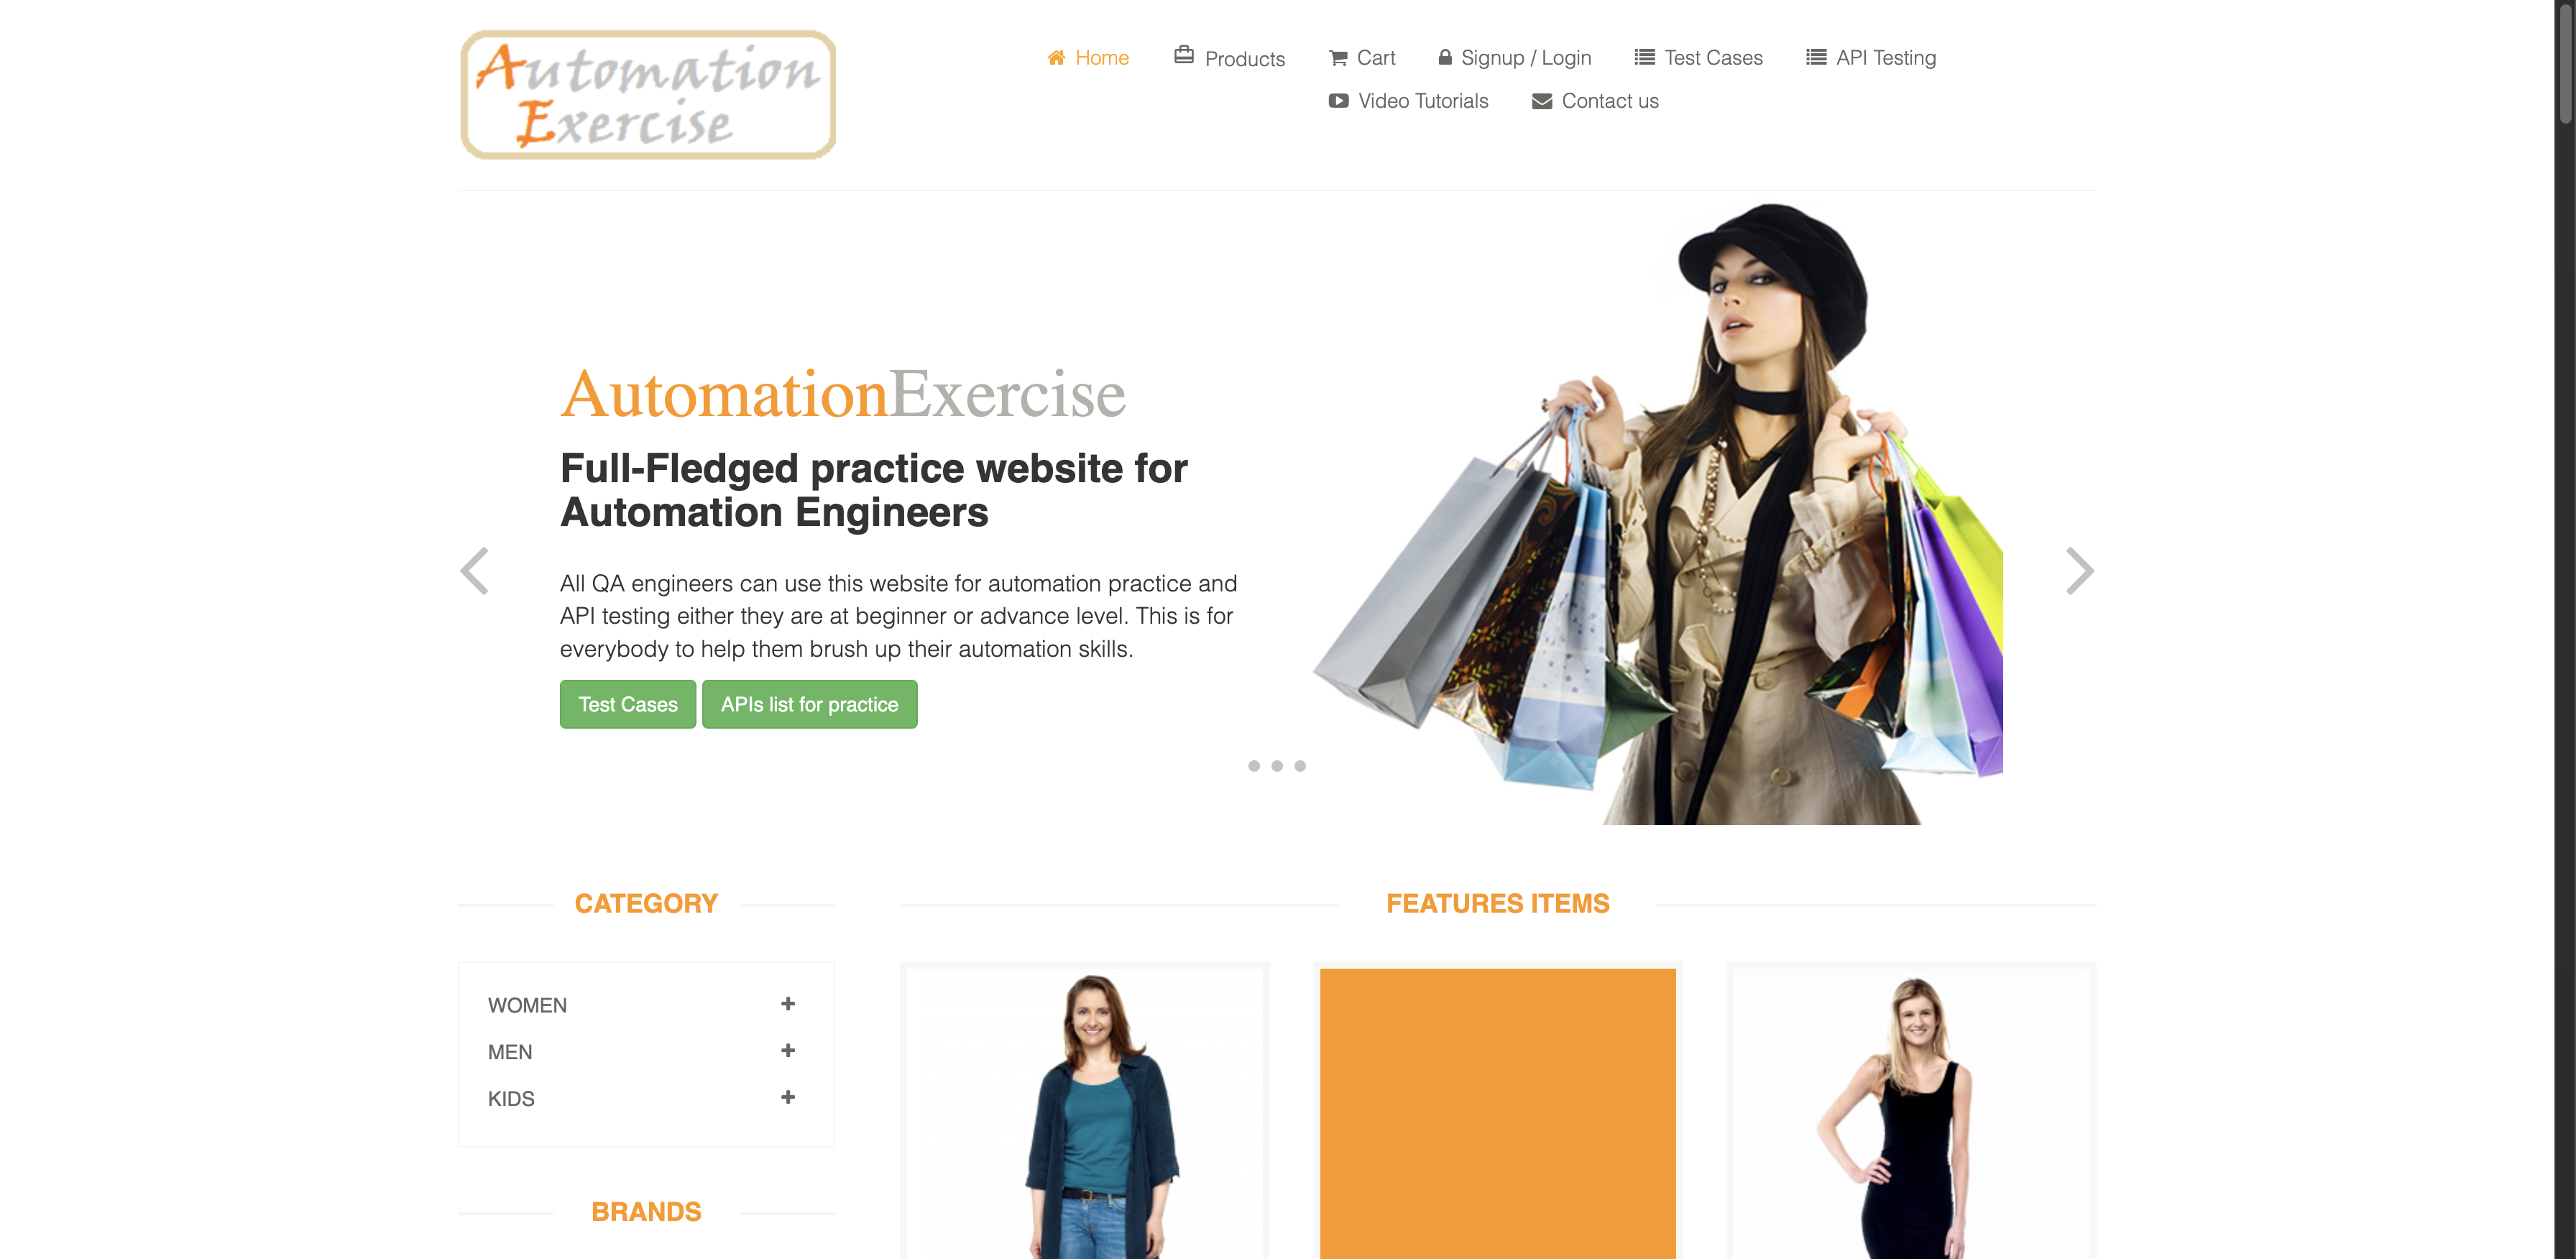 Automation
Exercise
Home
Products
Cart
Signup / Login
Test Cases
API Testing
Video Tutorials
Contact us
AutomationExercise
Full-Fledged practice website for
Automation Engineers
All QA engineers can use this website for automation practice and
API testing either they are at beginner or advance level. This is for
everybody to help them brush up their automation skills.
Test Cases
APIs list for practice
CATEGORY
WOMEN
MEN
KIDS
BRANDS
FEATURES ITEMS